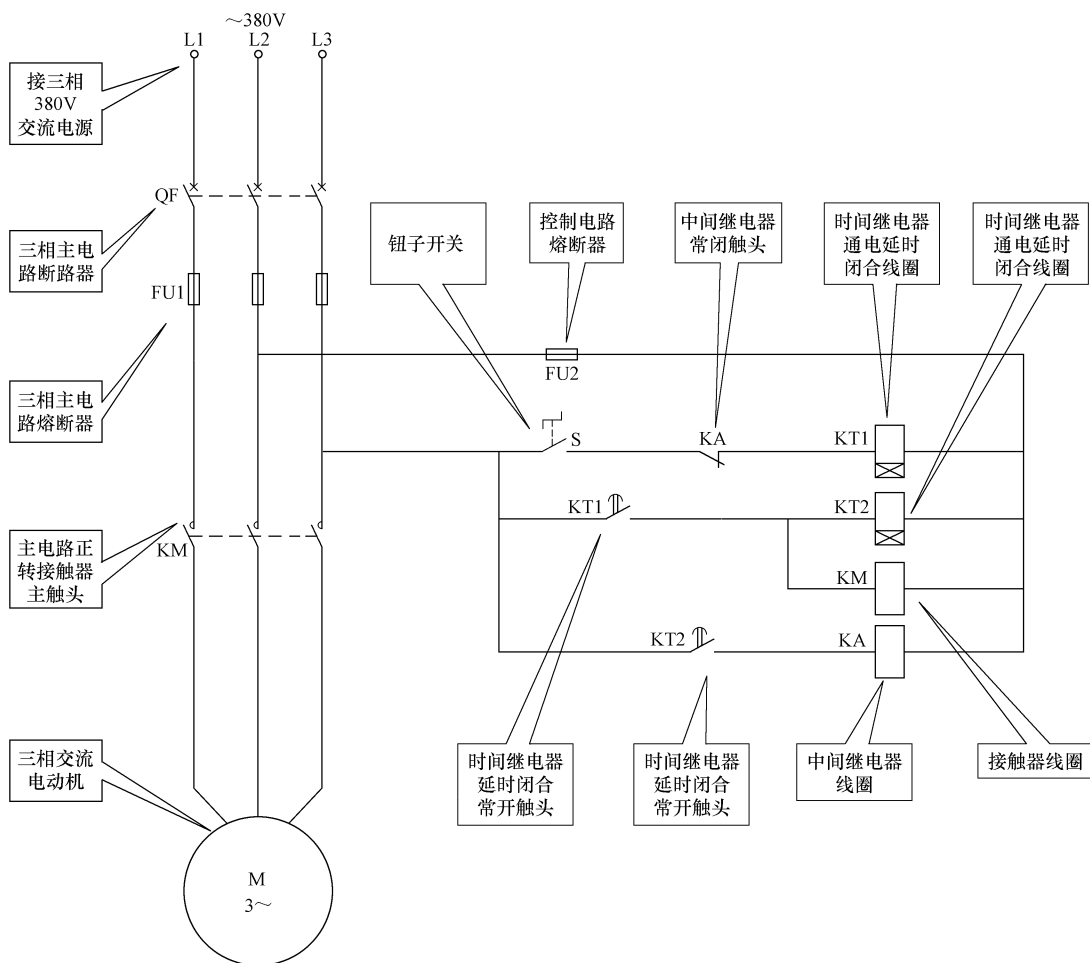 ～380V
L1
L2
L3
接三相
380V
交流电源
QF
三相主电
路断路器
FU1
三相主电
路熔断器
钮子开关
控制电路
熔断器
中间继电器
常闭触头
时间继电器
通电延时
闭合线圈
时间继电器
通电延时
闭合线圈
FU2
S
KA
KT1
KT1
KT2
KM
主电路正
转接触器
主触头
KM
KT2
KA
三相交流
电动机
时间继电器
延时闭合
常开触头
时间继电器
延时闭合
常开触头
中间继电器
线圈
接触器线圈
M
3～